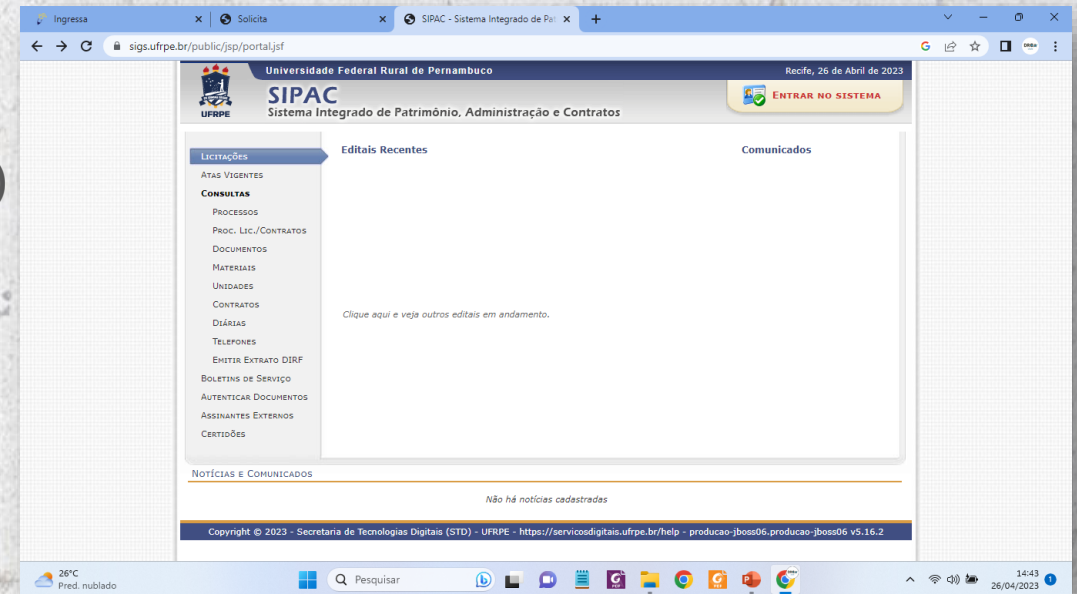 Ingressa
Solicita
SIPAC - Sistema Integrado de Pat
sigs.ufrpe.br/public/jsp/portal.jsf
Universidade Federal Rural de Pernambuco
Recife, 26 de Abril de 2023
UFRPE
SIPAC
Sistema Integrado de Patrimônio, Administração e Contratos
ENTRAR NO SISTEMA
LICITAÇÕES
Editais Recentes
Comunicados
ATAS VIGENTES
CONSULTAS
PROCESSOS
PROC. LIC./CONTRATOS
DOCUMENTOS
MATERIAIS
UNIDADES
CONTRATOS
DIÁRIAS
TELEFONES
EMITIR EXTRATO DIRF
BOLETINS DE SERVIÇO
AUTENTICAR DOCUMENTOS
ASSINANTES EXTERNOS
CERTIDÕES
Clique aqui e veja outros editais em andamento.
NOTÍCIAS E COMUNICADOS
Não há notícias cadastradas
Copyright © 2023 - Secretaria de Tecnologias Digitais (STD) - UFRPE - https://servicosdigitais.ufrpe.br/help - producao-jboss06.producao-jboss06 v5.16.2
26°C
Pred. nublado
Pesquisar
14:43
26/04/2023
1